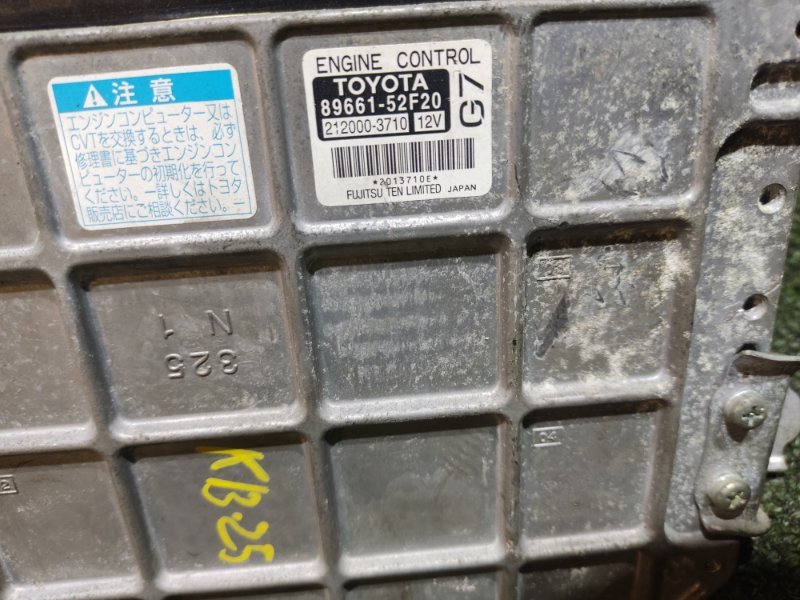 注意
エンジンコンピューター又は
CVTを交換するときは、必ず
修理書に基づきエンジンコン
ピューターの初期化を行って
ください。－詳しくはトヨタ
販売店にご相談ください。－
ENGINE CONTROL
TOYOTA
89661-52F20
212000-3710 12V
G7
*2013710E*
FUJITSU TEN LIMITED JAPAN
325
N 1
KB-25
04
2